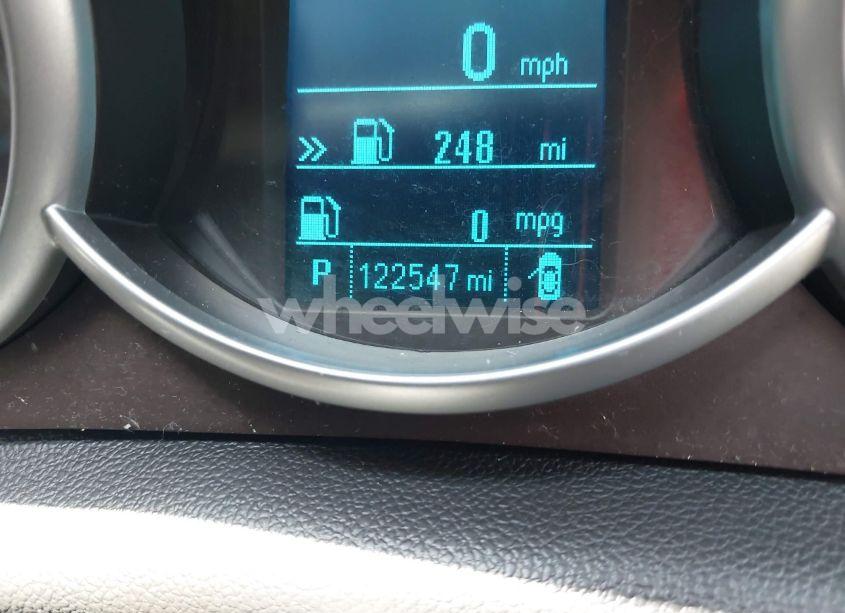 0 mph
248 mi
0 mpg
P 122547 mi
wheelwise